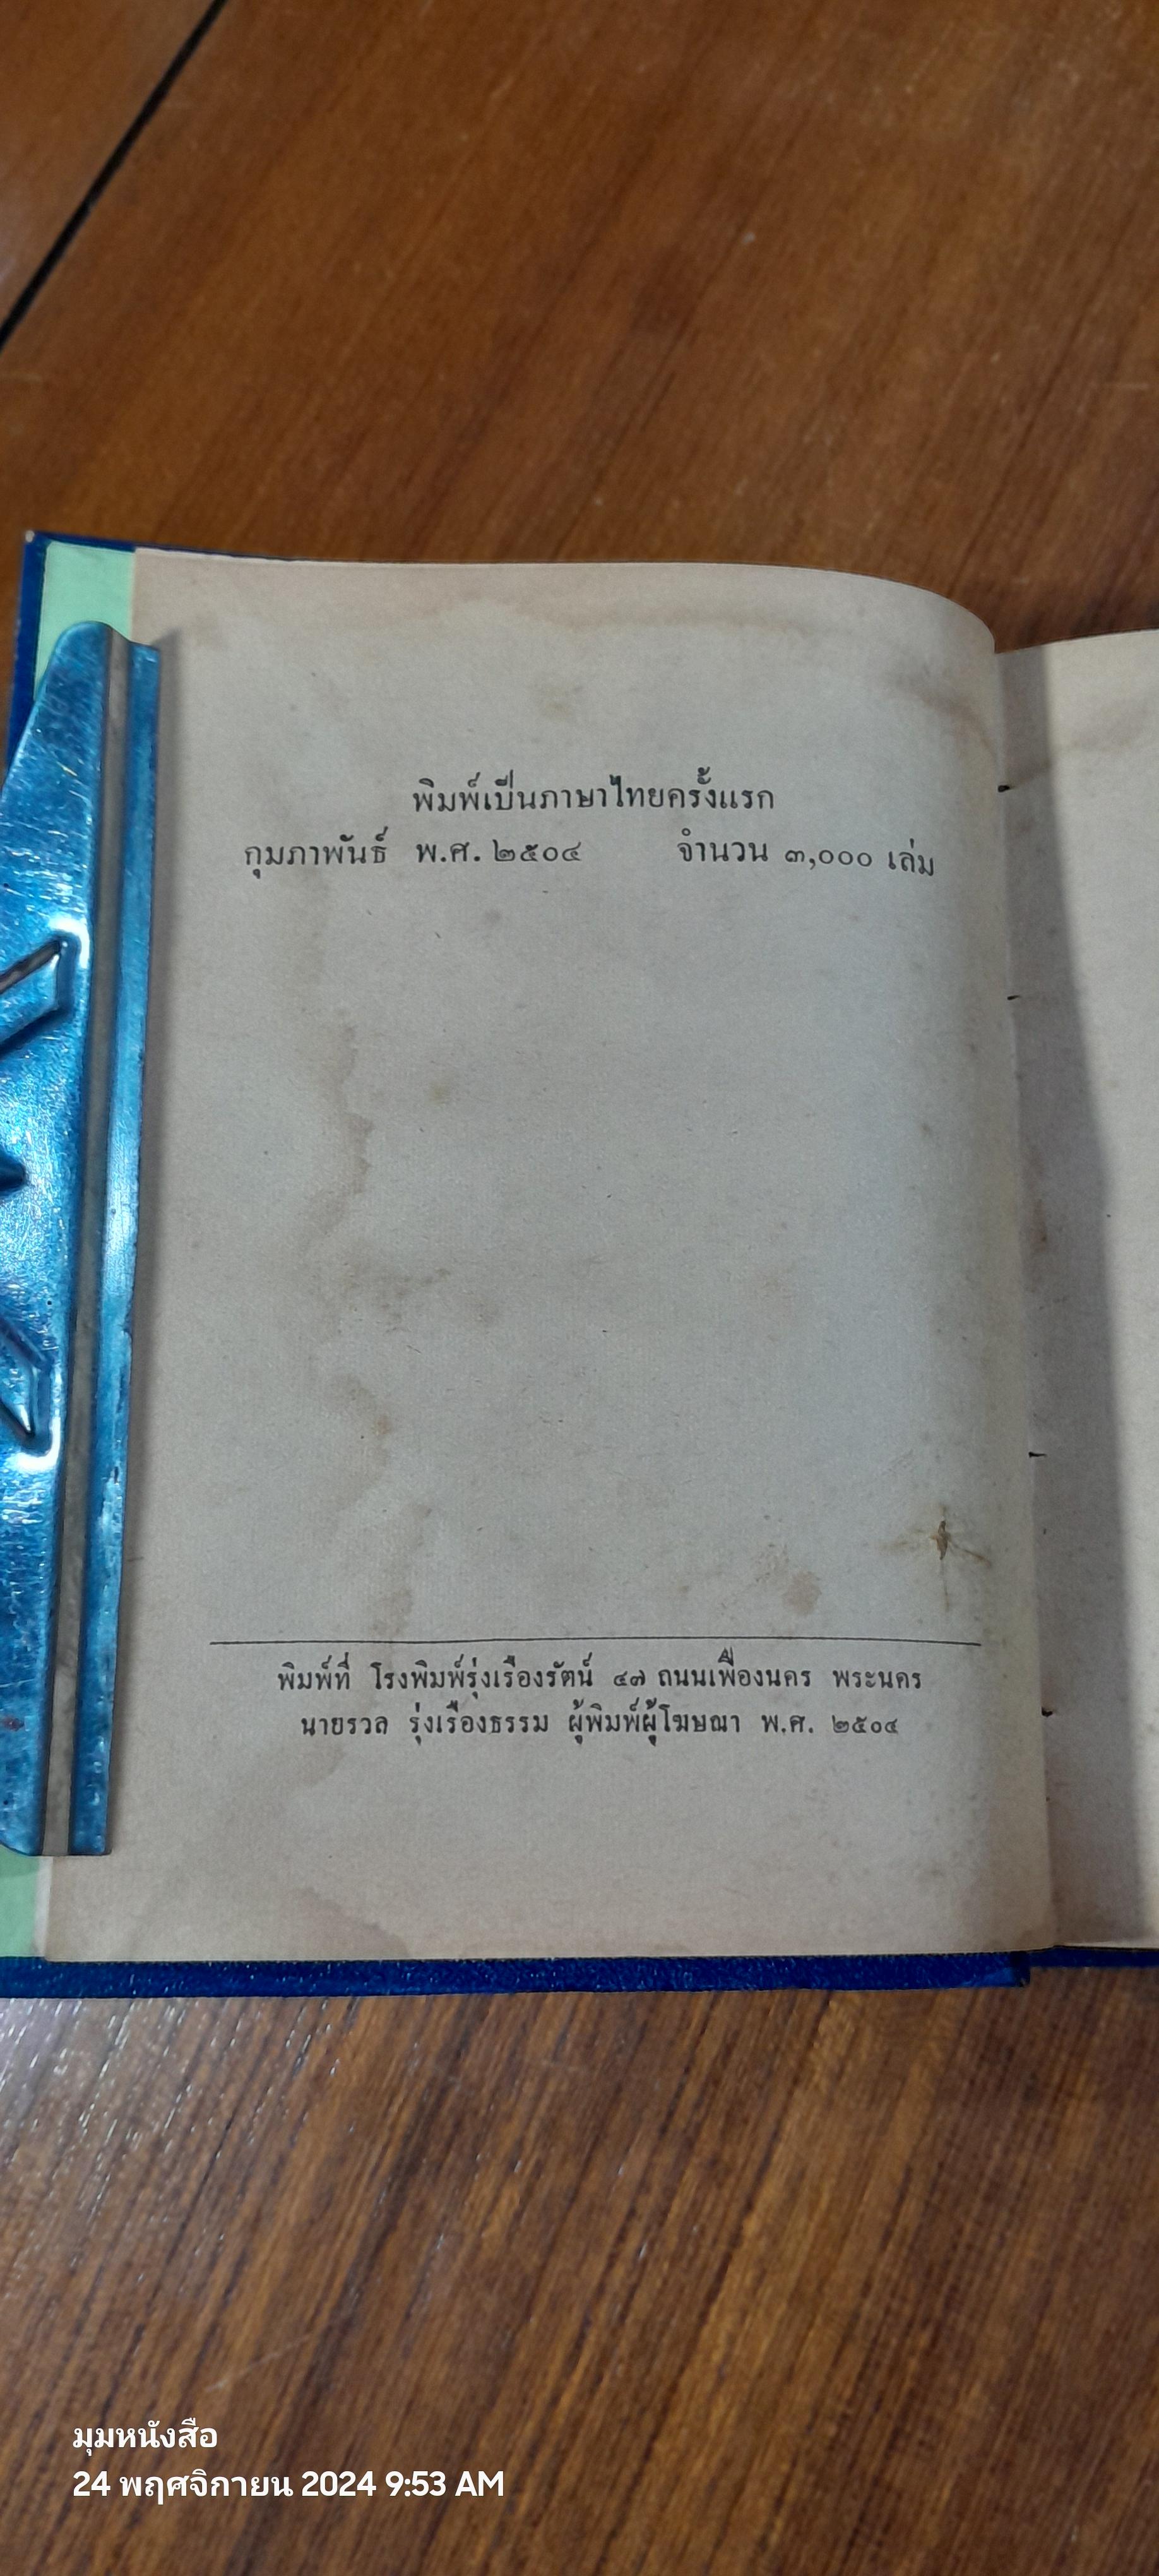 พิมพ์เป็นภาษาไทยครั้งแรก
กุมภาพันธ์ พ.ศ. ๒๕๐๔ จำนวน ๓,๐๐๐ เล่ม
พิมพ์ที่ โรงพิมพ์รุ่งเรืองรัตน์ ๔๗ ถนนเฟื่องนคร พระนคร
นายรวล รุ่งเรืองธรรม ผู้พิมพ์ผู้โฆษณา พ.ศ. ๒๕๐๔
มุมหนังสือ
24 พฤศจิกายน 2024 9:53 AM